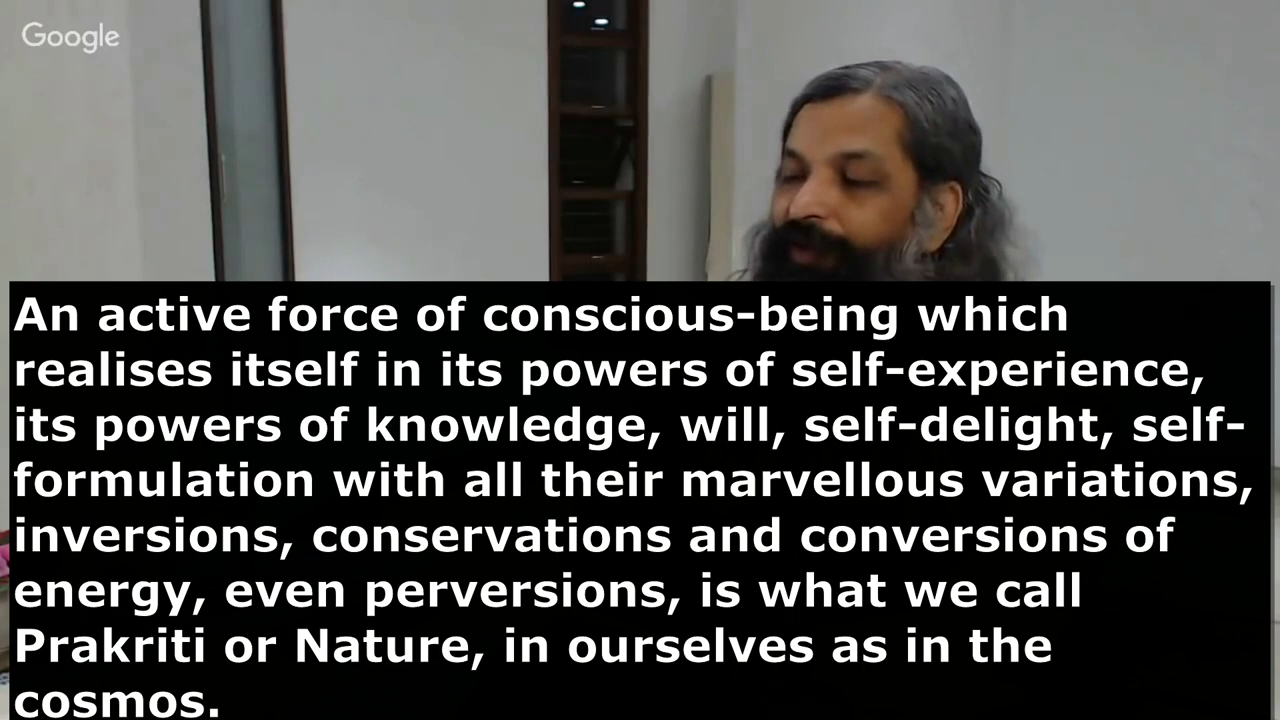 Google
An active force of conscious-being which
realises itself in its powers of self-experience,
its powers of knowledge, will, self-delight, self-
formulation with all their marvellous variations,
inversions, conservations and conversions of
energy, even perversions, is what we call
Prakriti or Nature, in ourselves as in the
cosmos.